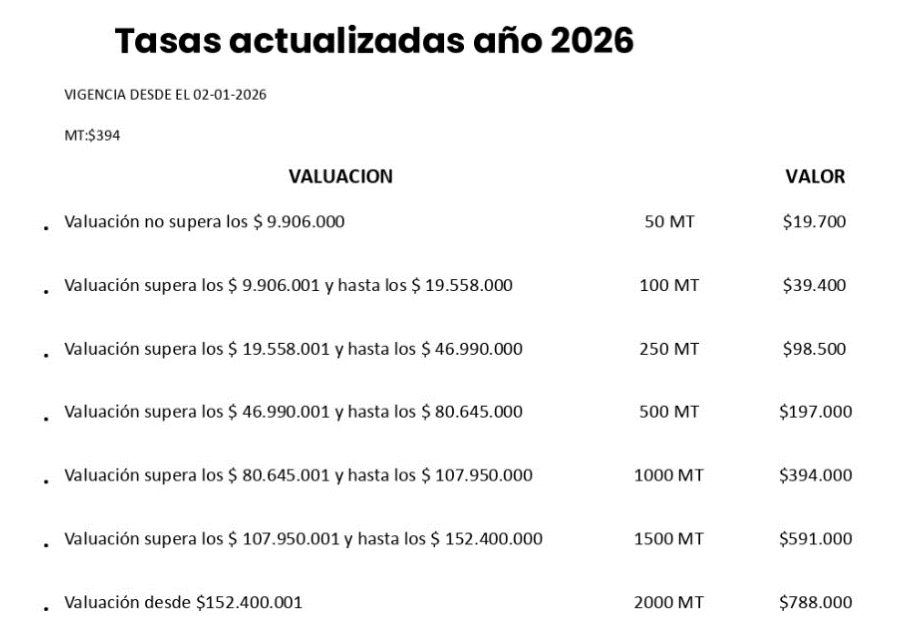 Tasas actualizadas año 2026
VIGENCIA DESDE EL 02-01-2026
MT:$394
VALUACION VALOR
. Valuación no supera los $ 9.906.000 50 MT $19.700
. Valuación supera los $ 9.906.001 y hasta los $ 19.558.000 100 MT $39.400
. Valuación supera los $ 19.558.001 y hasta los $ 46.990.000 250 MT $98.500
. Valuación supera los $ 46.990.001 y hasta los $ 80.645.000 500 MT $197.000
. Valuación supera los $ 80.645.001 y hasta los $ 107.950.000 1000 MT $394.000
. Valuación supera los $ 107.950.001 y hasta los $ 152.400.000 1500 MT $591.000
. Valuación desde $152.400.001 2000 MT $788.000